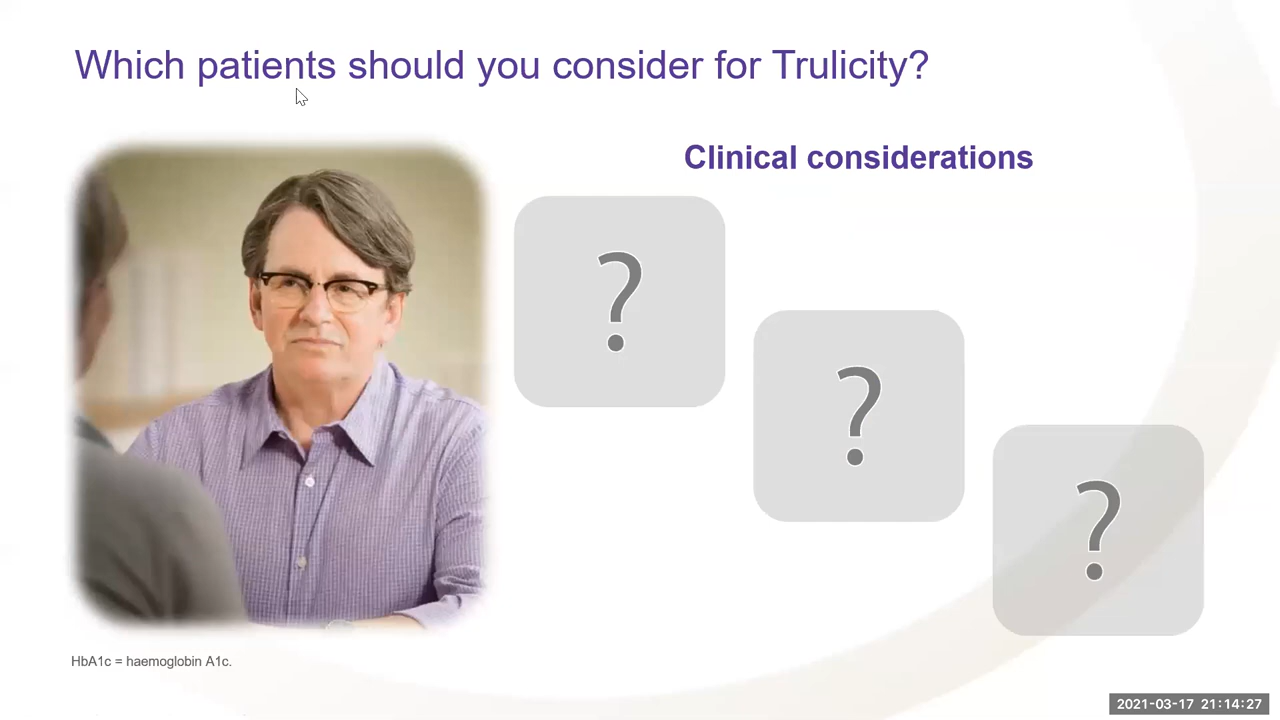 Which patients should you consider for Trulicity?
Clinical considerations
?
?
?
HbA1c = haemoglobin A1c.
2021-03-17 21:14:27